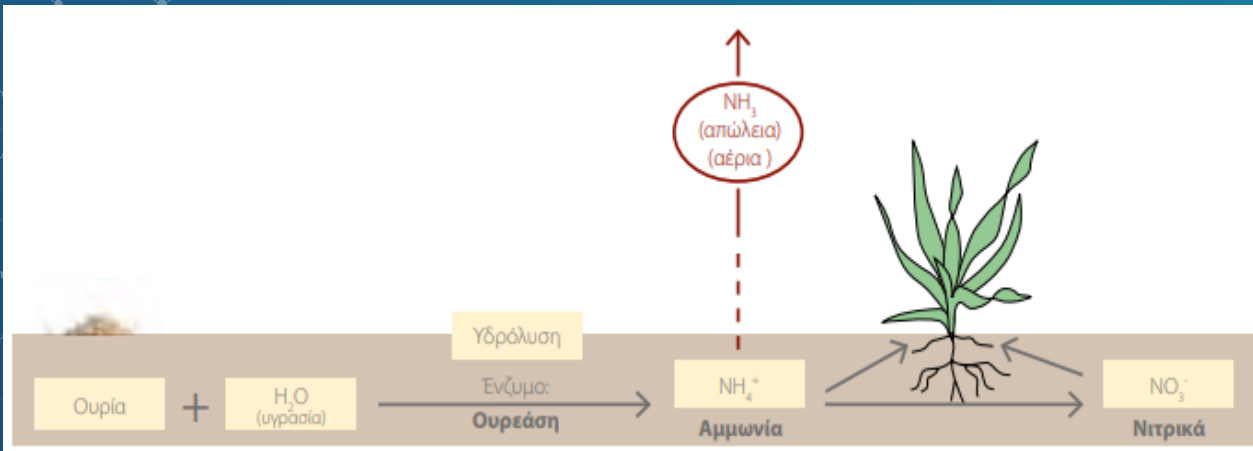 NH₃
(απώλεια)
(αέρια )
Υδρόλυση
Ουρία + H₂O
(υγρασία)
Ένζυμο:
Ουρεάση
NH₄⁺
Αμμωνία
NO₃⁻
Νιτρικά